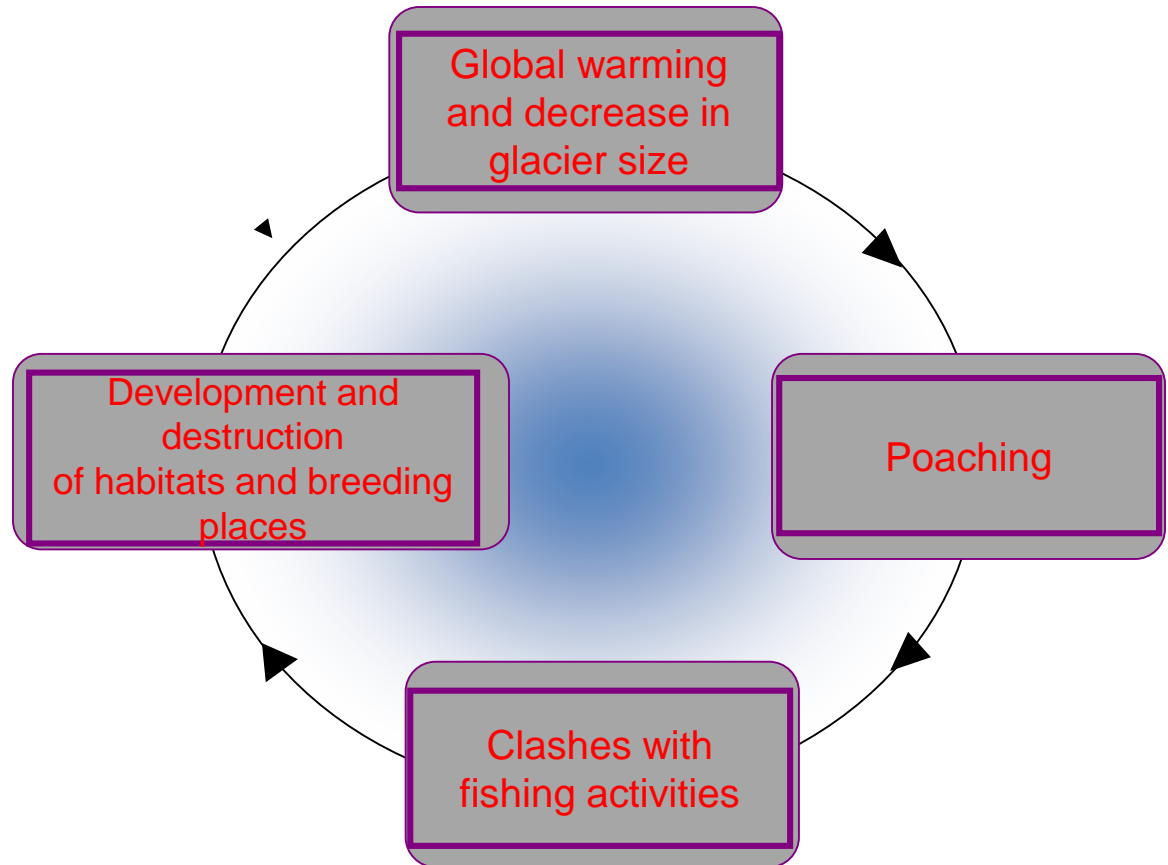 Global warming
and decrease in
glacier size
Poaching
Clashes with
fishing activities
Development and
destruction
of habitats and breeding
places